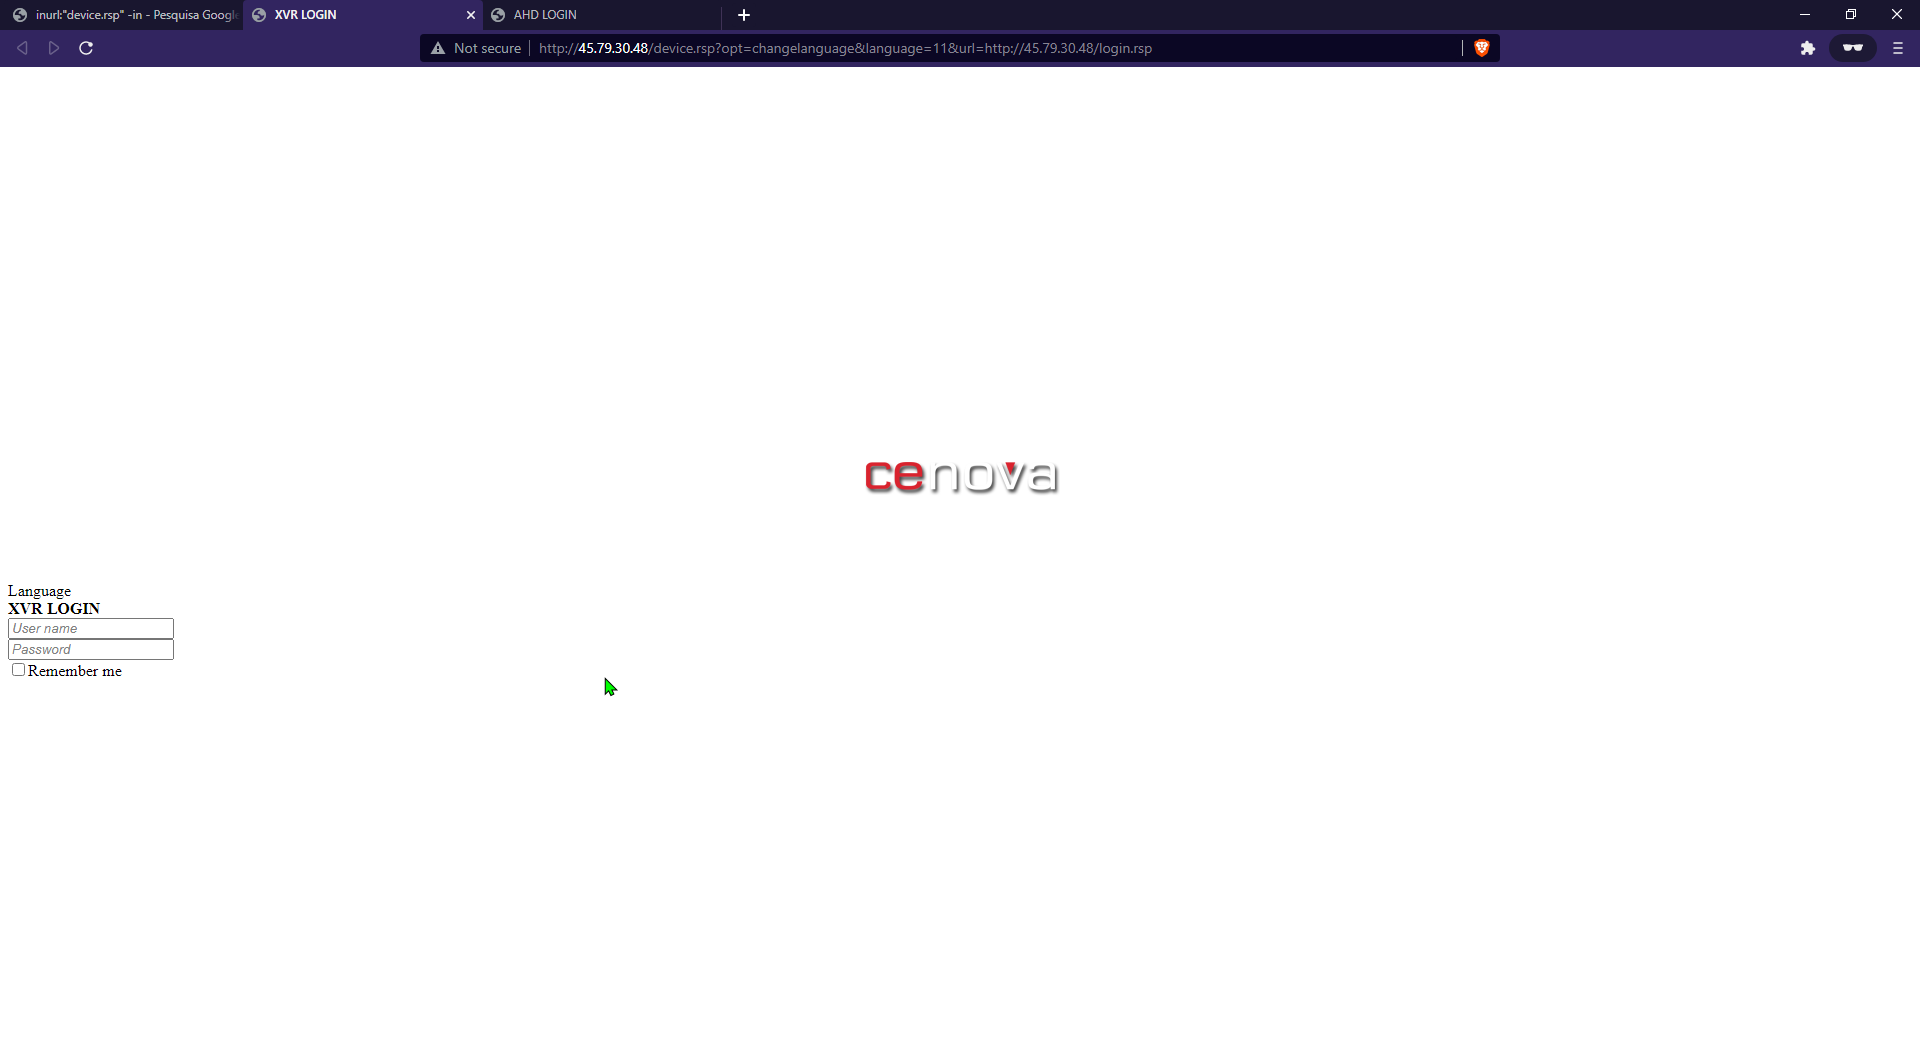 inurl:"device.rsp" -in - Pesquisa Google
XVR LOGIN
AHD LOGIN
Not secure
http://45.79.30.48/device.rsp?opt=changelanguage&language=11&url=http://45.79.30.48/login.rsp
cenova
Language
XVR LOGIN
User name
Password
Remember me